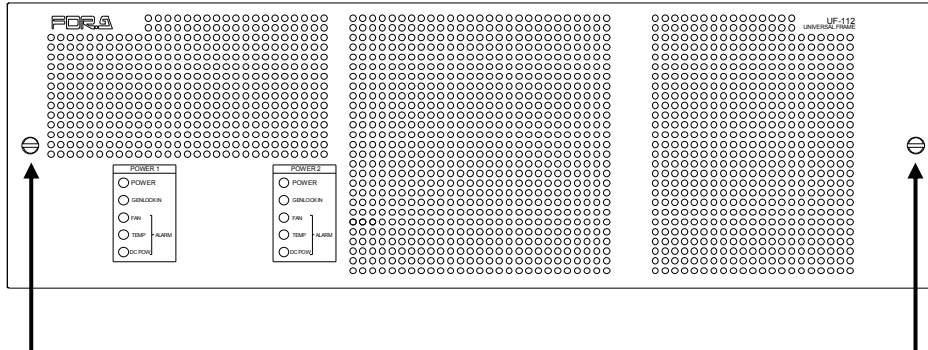 FOR.A
UF-112
UNIVERSAL FRAME
POWER 1
POWER
GENLOCK IN
FAN
TEMP
ALARM
DC POW
POWER 2
POWER
GENLOCK IN
FAN
TEMP
ALARM
DC POW